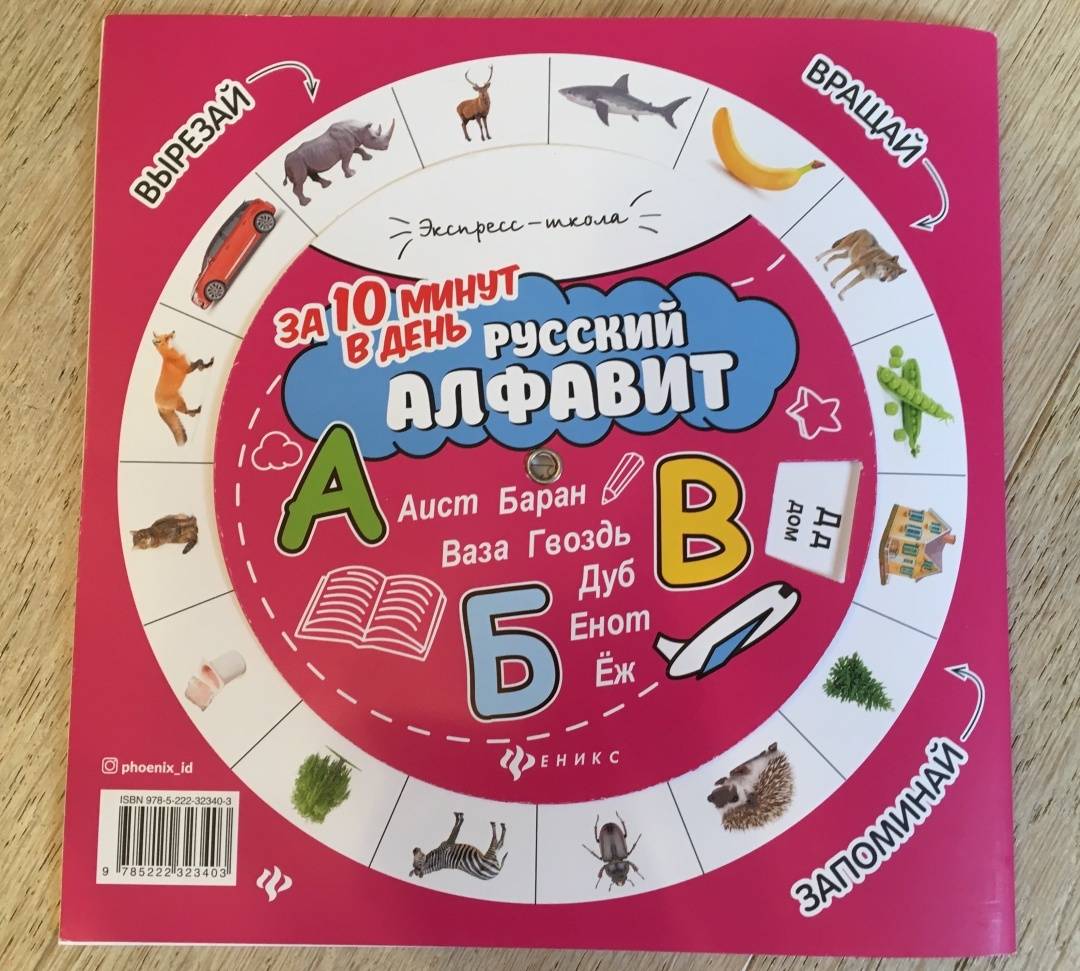 ВЫРЕЗАЙ
ВРАЩАЙ
Экспресс-школа
ЗА 10 МИНУТ
В ДЕНЬ
РУССКИЙ
АЛФАВИТ
А
Аист Баран
В
Ваза Гвоздь
Дд
дом
Дуб
Б
Енот
Ёж
ФЕНИКС
ЗАПОМИНАЙ
phoenix_id
ISBN 978-5-222-32340-3
9 785222 323403